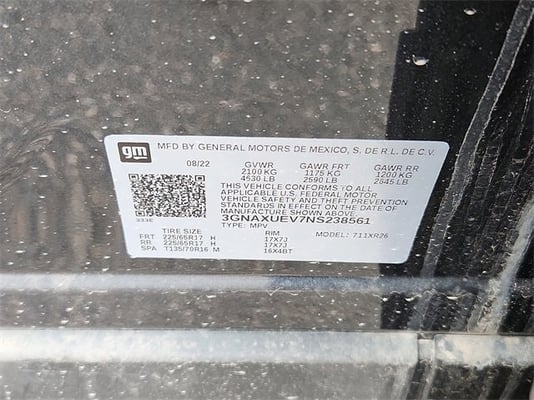 gm MFD BY GENERAL MOTORS DE MEXICO, S. DE R.L. DE C.V.
08/22 GVWR GAWR FRT GAWR RR
2100 KG 1175 KG 1200 KG
4630 LB 2590 LB 2645 LB
THIS VEHICLE CONFORMS TO ALL
APPLICABLE U.S. FEDERAL MOTOR
VEHICLE SAFETY AND THEFT PREVENTION
STANDARDS IN EFFECT ON THE DATE OF
MANUFACTURE SHOWN ABOVE.
3GNAXUEV7NS238561
TYPE: MPV MODEL: 711XR26
TIRE SIZE RIM
FRT 225/65R17 H 17X7J
RR 225/65R17 H 17X7J
SPA T135/70R16 M 16X4BT